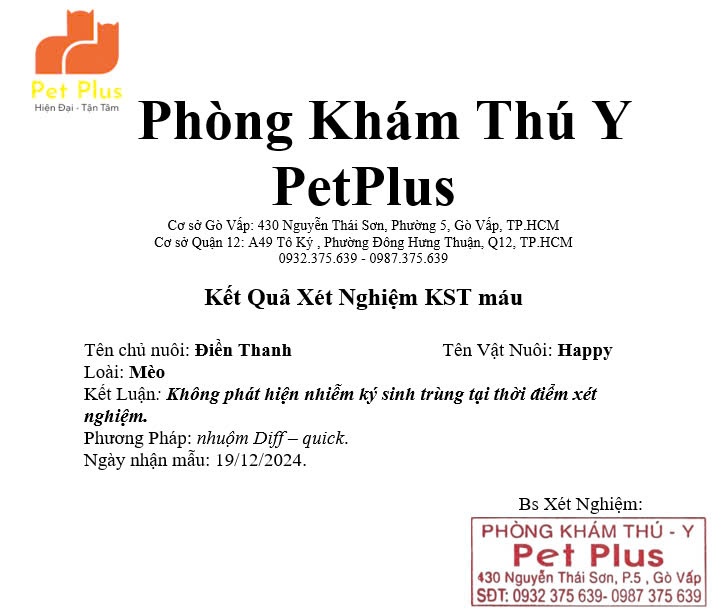 Pet Plus
Hiện Đại - Tận Tâm
Phòng Khám Thú Y
PetPlus
Cơ sở Gò Vấp: 430 Nguyễn Thái Sơn, Phường 5, Gò Vấp, TP.HCM
Cơ sở Quận 12: A49 Tô Ký , Phường Đông Hưng Thuận, Q12, TP.HCM
0932.375.639 - 0987.375.639
Kết Quả Xét Nghiệm KST máu
Tên chủ nuôi: Điền Thanh Tên Vật Nuôi: Happy
Loài: Mèo
Kết Luận: Không phát hiện nhiễm ký sinh trùng tại thời điểm xét
nghiệm.
Phương Pháp: nhuộm Diff – quick.
Ngày nhận mẫu: 19/12/2024.
Bs Xét Nghiệm:
PHÒNG KHÁM THÚ - Y
Pet Plus
430 Nguyễn Thái Sơn, P.5 , Gò Vấp
SĐT: 0932 375 639- 0987 375 639